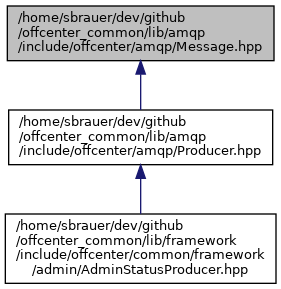 /home/sbrauer/dev/github
/offcenter_common/lib/amqp
/include/offcenter/amqp/Message.hpp
/home/sbrauer/dev/github
/offcenter_common/lib/amqp
/include/offcenter/amqp/Producer.hpp
/home/sbrauer/dev/github
/offcenter_common/lib/framework
/include/offcenter/common/framework
/admin/AdminStatusProducer.hpp